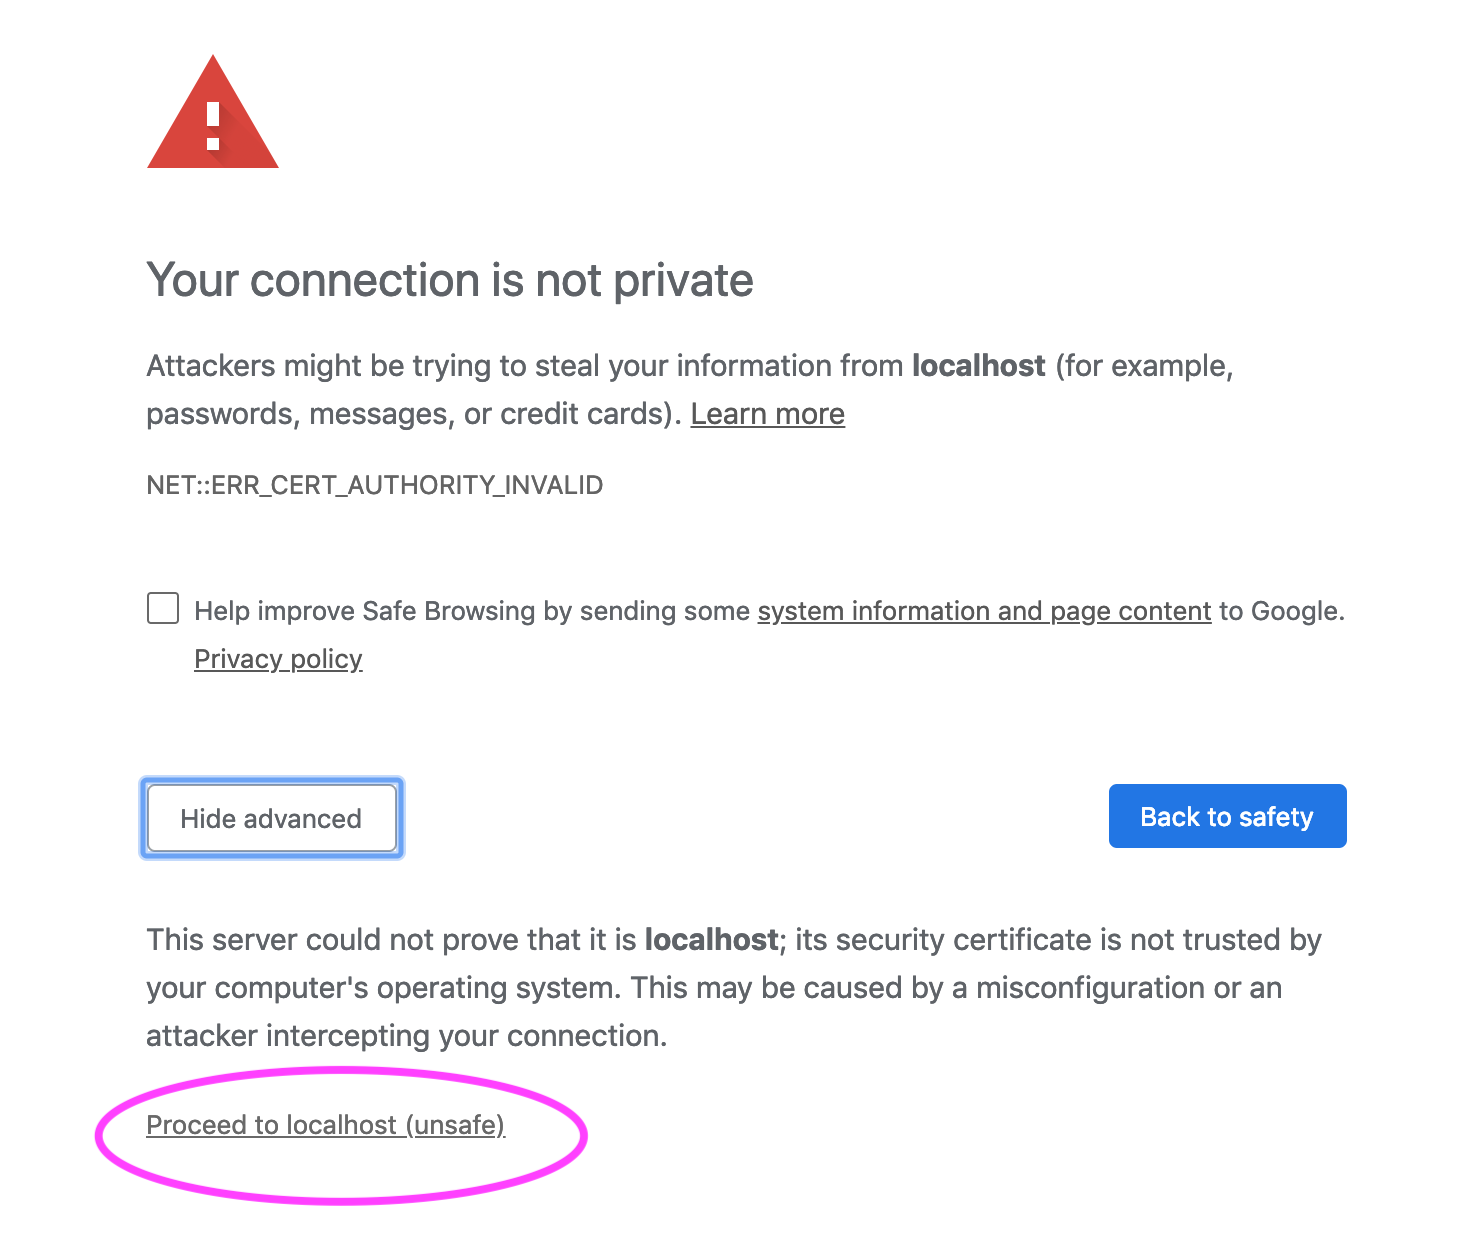 Your connection is not private
Attackers might be trying to steal your information from localhost (for example,
passwords, messages, or credit cards). Learn more
NET::ERR_CERT_AUTHORITY_INVALID
Help improve Safe Browsing by sending some system information and page content to Google.
Privacy policy
Hide advanced
Back to safety
This server could not prove that it is localhost; its security certificate is not trusted by
your computer's operating system. This may be caused by a misconfiguration or an
attacker intercepting your connection.
Proceed to localhost (unsafe)